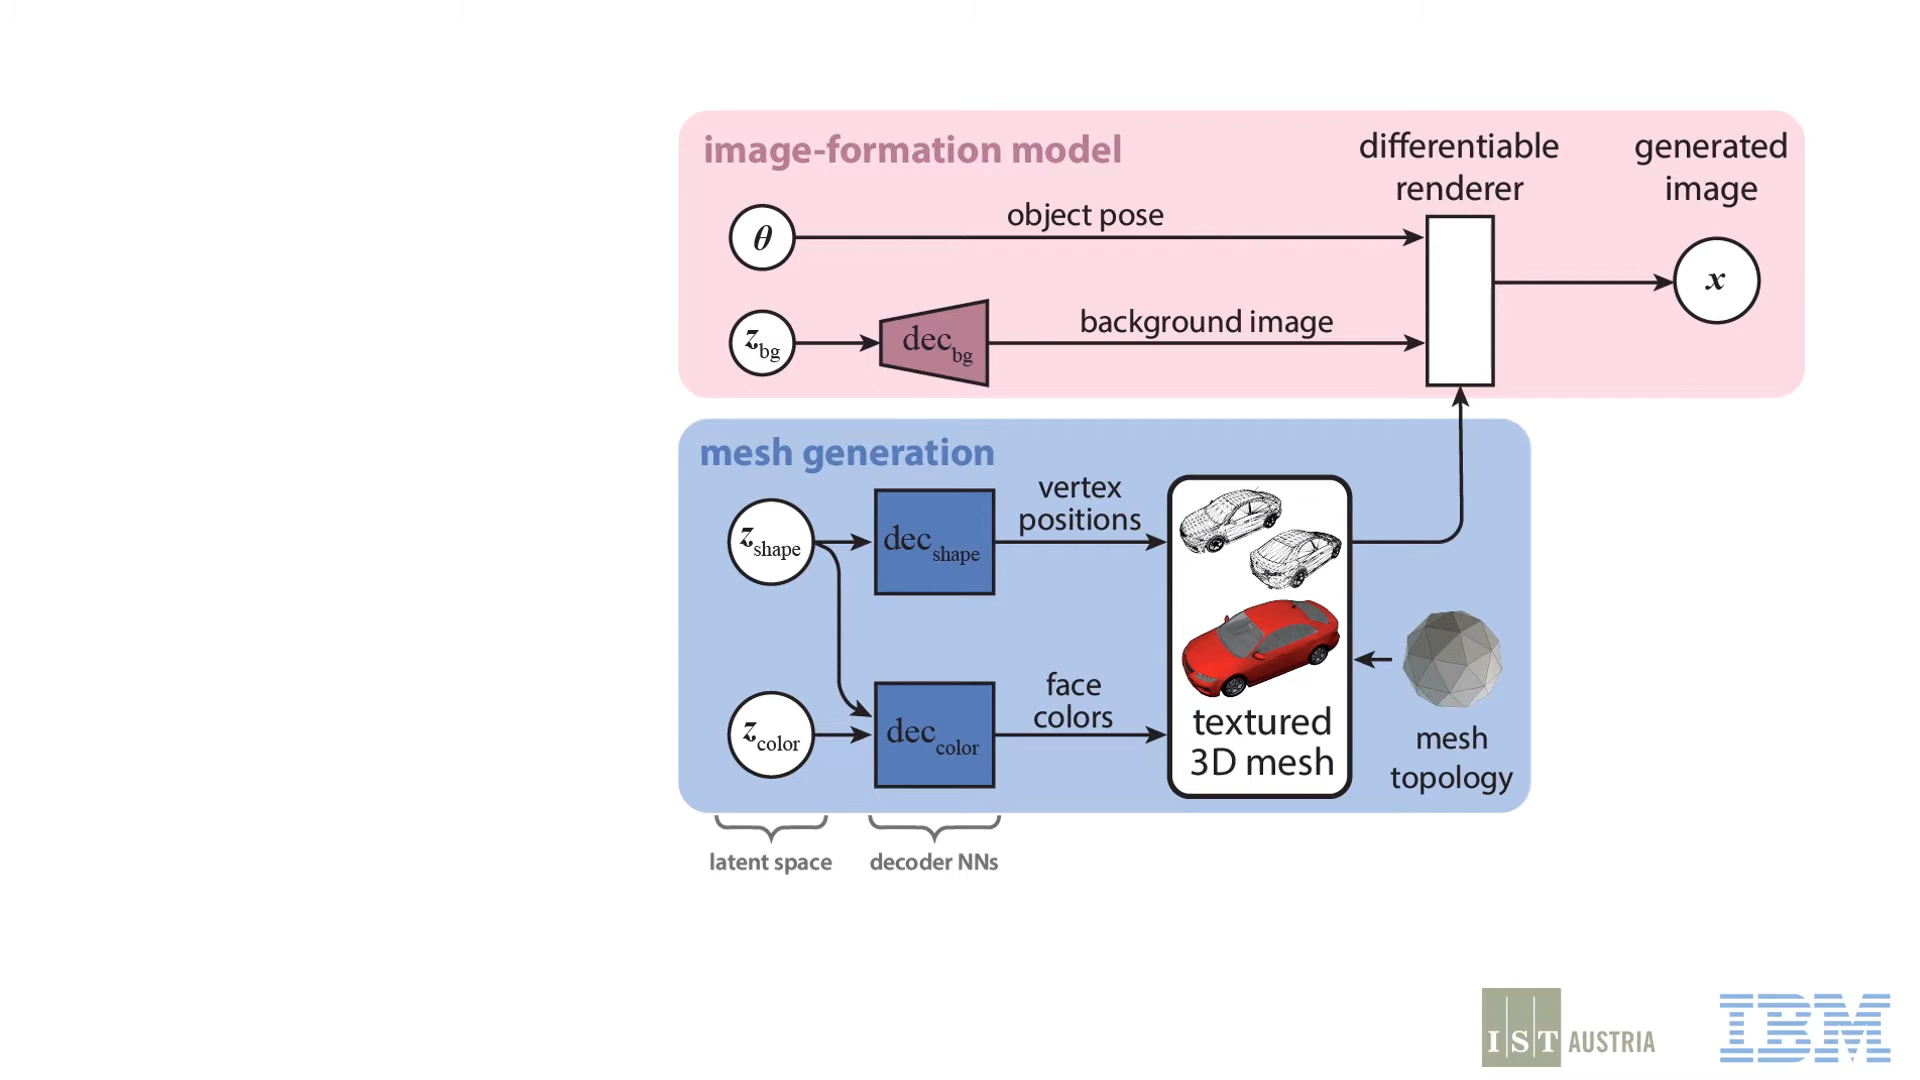 image-formation model
differentiable
renderer
generated
image
θ
object pose
x
z_bg
dec_bg
background image
mesh generation
z_shape
dec_shape
vertex
positions
z_color
dec_color
face
colors
textured
3D mesh
mesh
topology
latent space
decoder NNs
IST AUSTRIA
IBM